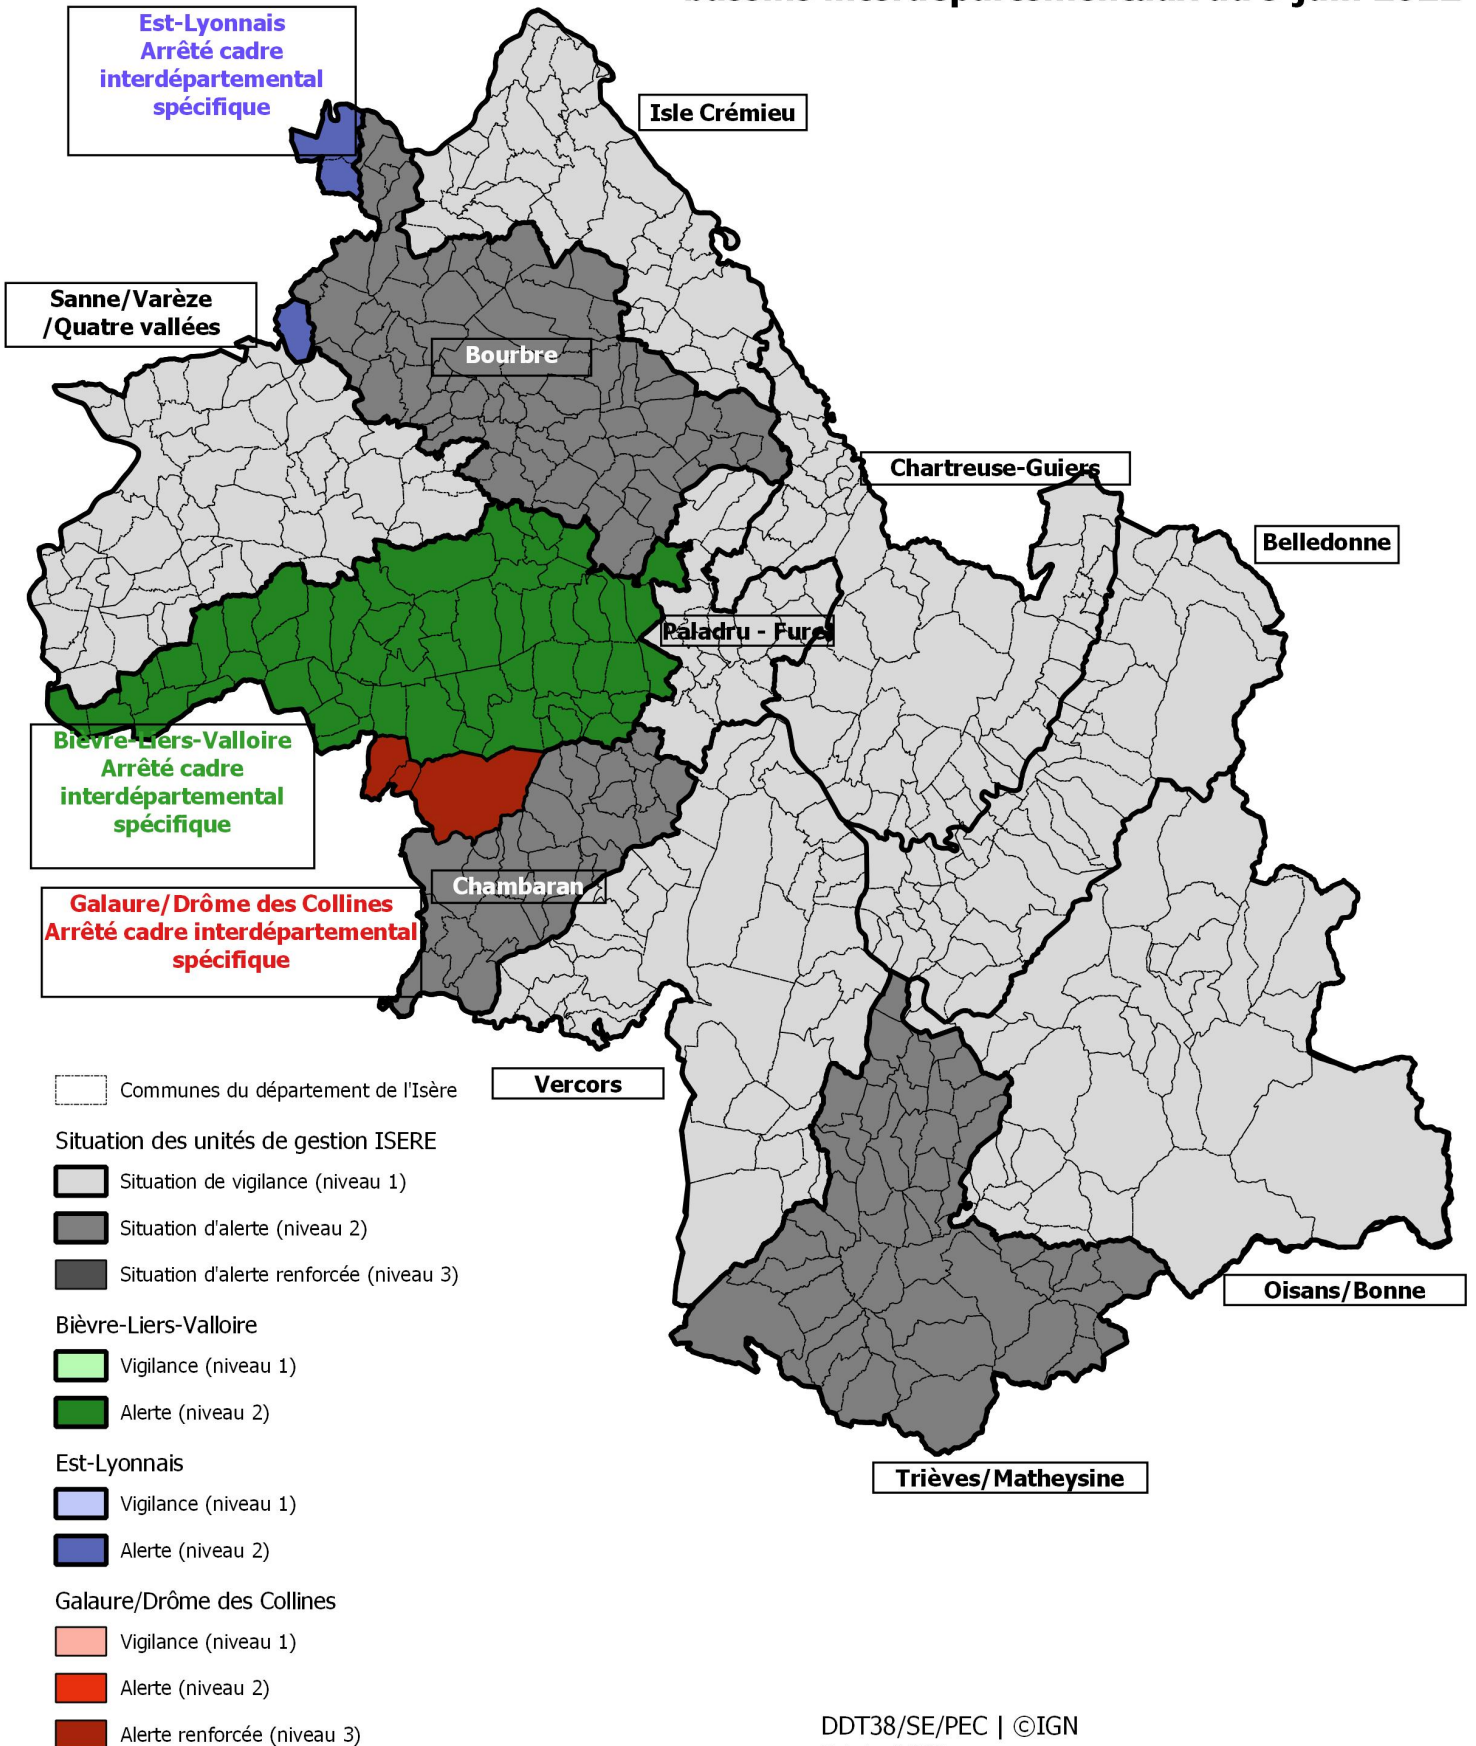 Est-Lyonnais
Arrêté cadre
interdépartemental
spécifique
Isle Crémieu
Sanne/Varèze
/Quatre vallées
Bourbre
Chartreuse-Guiers
Belledonne
Paladru - Fure
Bièvre-Liers-Valloire
Arrêté cadre
interdépartemental
spécifique
Chambaran
Galaure/Drôme des Collines
Arrêté cadre interdépartemental
spécifique
Vercors
Communes du département de l'Isère
Situation des unités de gestion ISERE
Situation de vigilance (niveau 1)
Situation d'alerte (niveau 2)
Situation d'alerte renforcée (niveau 3)
Oisans/Bonne
Bièvre-Liers-Valloire
Vigilance (niveau 1)
Alerte (niveau 2)
Trièves/Matheysine
Est-Lyonnais
Vigilance (niveau 1)
Alerte (niveau 2)
Galaure/Drôme des Collines
Vigilance (niveau 1)
Alerte (niveau 2)
Alerte renforcée (niveau 3)
DDT38/SE/PEC | ©IGN